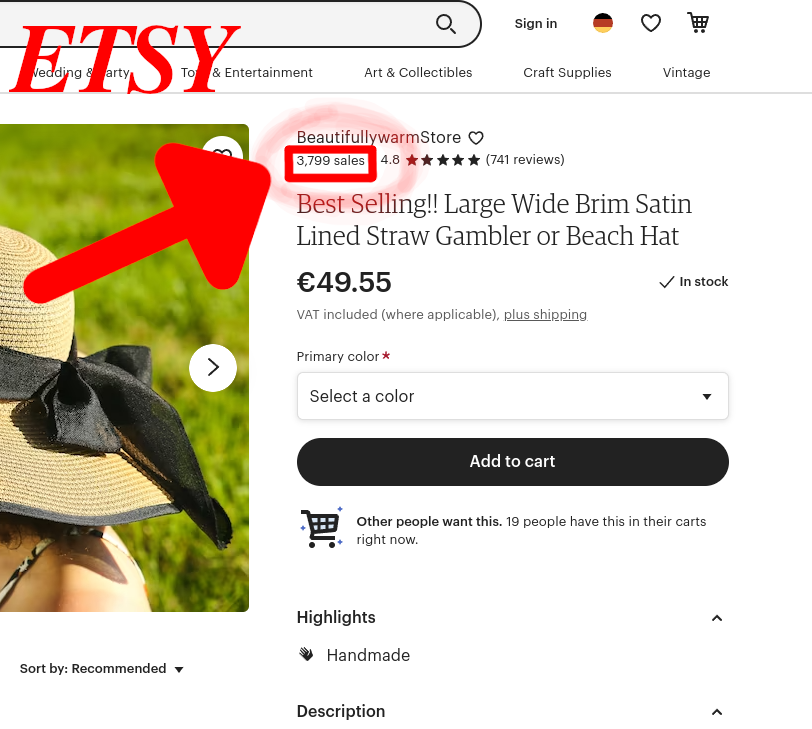 Sign in
ETSY
Wedding & Party Toys & Entertainment Art & Collectibles Craft Supplies Vintage
BeautifullywarmStore
3,799 sales 4.8 (741 reviews)
Best Selling!! Large Wide Brim Satin
Lined Straw Gambler or Beach Hat
€49.55
In stock
VAT included (where applicable), plus shipping
Primary color *
Select a color
Add to cart
Other people want this. 19 people have this in their carts
right now.
Highlights
Handmade
Sort by: Recommended
Description